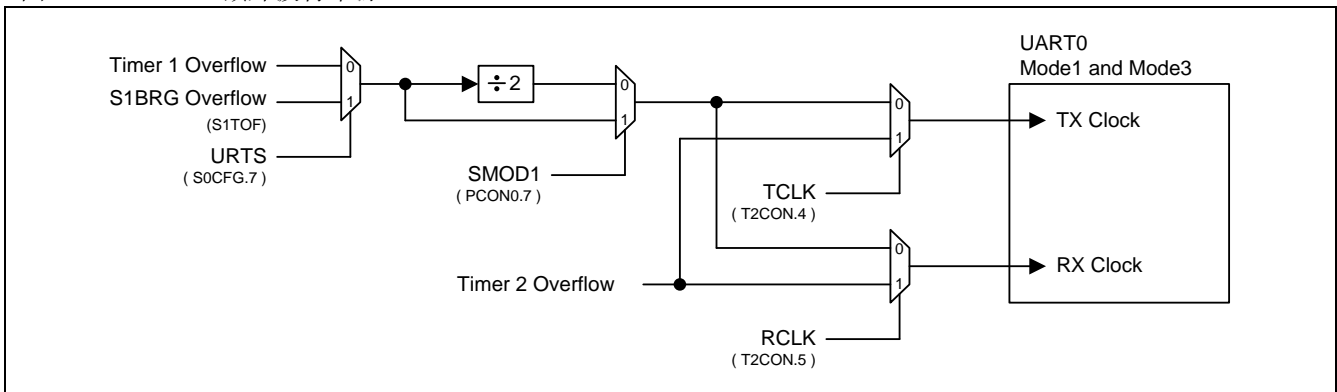 UART0
Mode1 and Mode3
Timer 1 Overflow
0
÷2
0
S1BRG Overflow
1
(S1TOF)
1
0
TX Clock
1
URTS
( S0CFG.7 )
SMOD1
( PCON0.7 )
TCLK
( T2CON.4 )
0
RX Clock
Timer 2 Overflow
1
RCLK
( T2CON.5 )